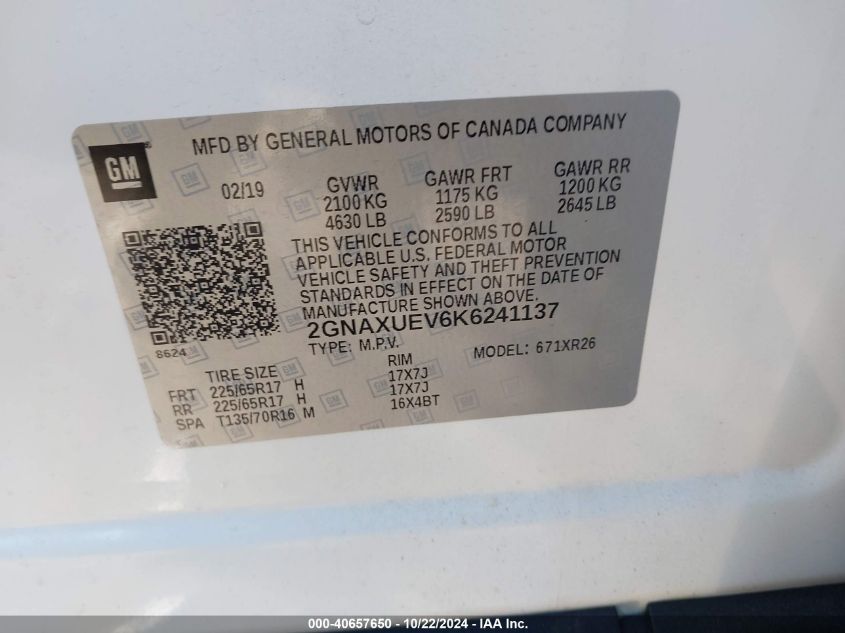 MFD BY GENERAL MOTORS OF CANADA COMPANY
GM
02/19 GVWR GAWR FRT GAWR RR
2100 KG 1175 KG 1200 KG
4630 LB 2590 LB 2645 LB
THIS VEHICLE CONFORMS TO ALL
APPLICABLE U.S. FEDERAL MOTOR
VEHICLE SAFETY AND THEFT PREVENTION
STANDARDS IN EFFECT ON THE DATE OF
MANUFACTURE SHOWN ABOVE.
2GNAXUEV6K6241137
8624
TYPE: M.P.V. MODEL: 671XR26
TIRE SIZE RIM
FRT 225/65R17 H 17X7J
RR 225/65R17 H 17X7J
SPA T135/70R16 M 16X4BT
000-40657650 | 10/22/2024 - IAA Inc.